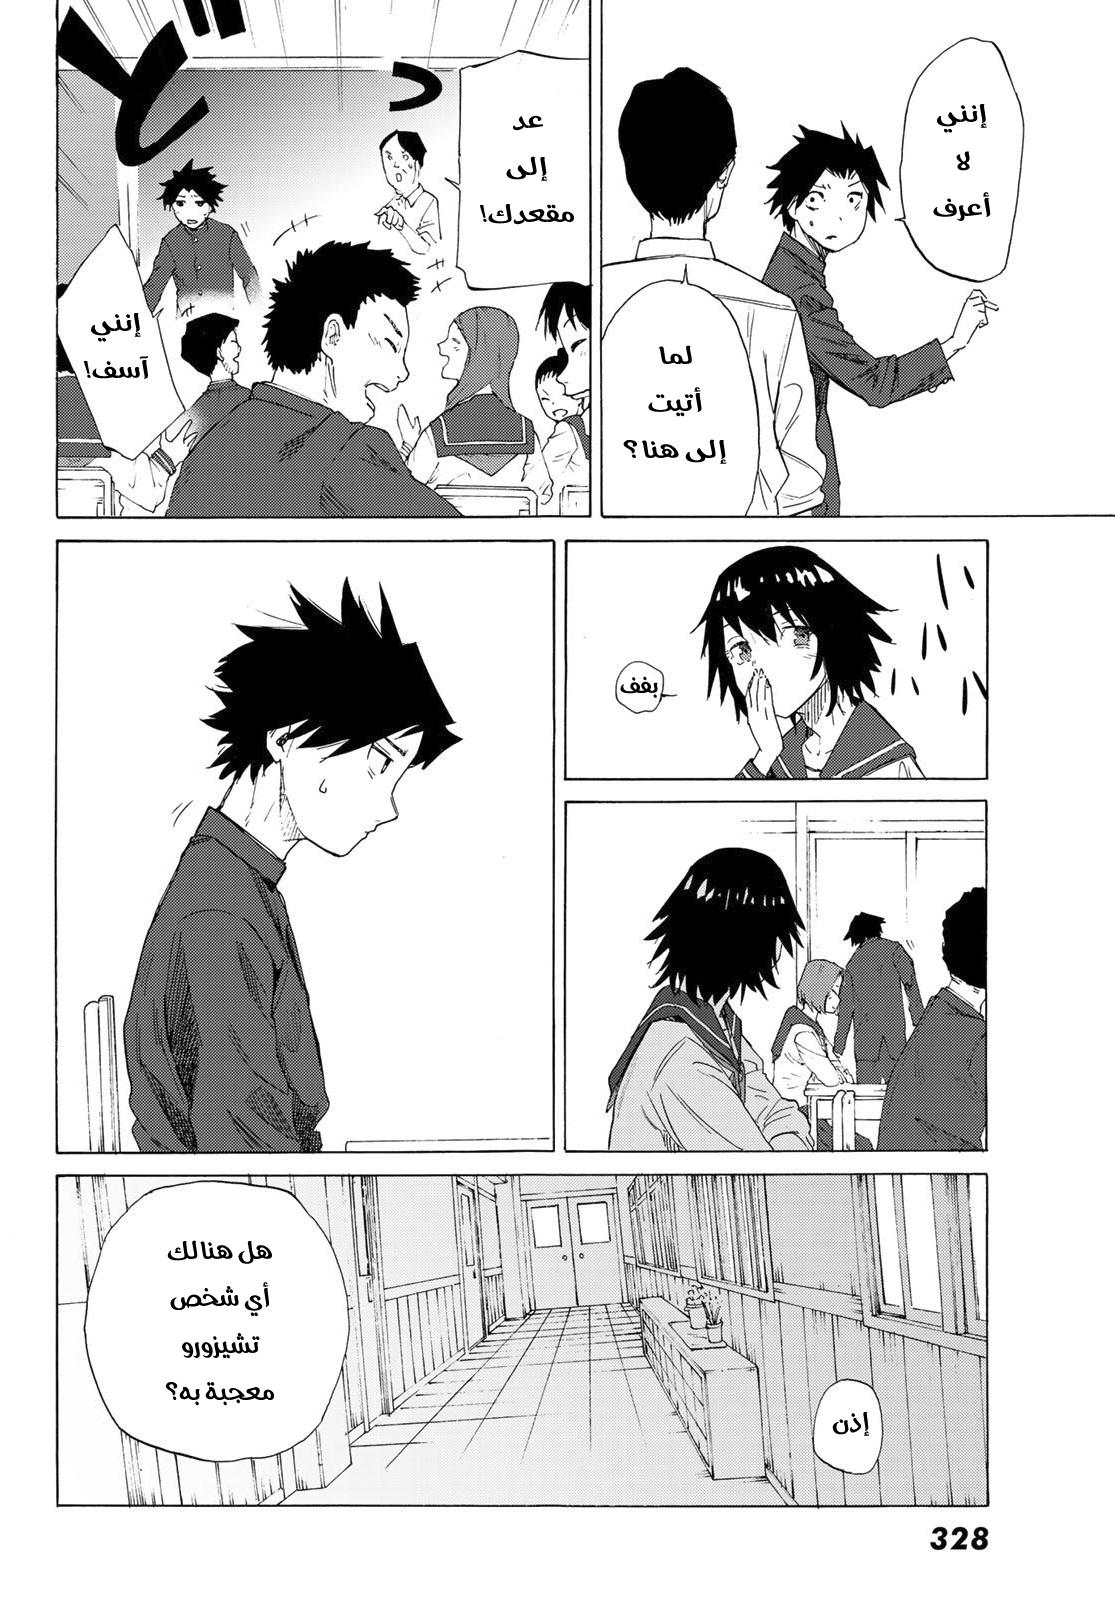 إنني
لا
أعرف
لما
أتيت
إلى هنا؟
عد
إلى
مقعدك!
إنني
آسف!
بفف
إذن
هل هنالك
أي شخص
تشيزورو
معجبة به؟
328